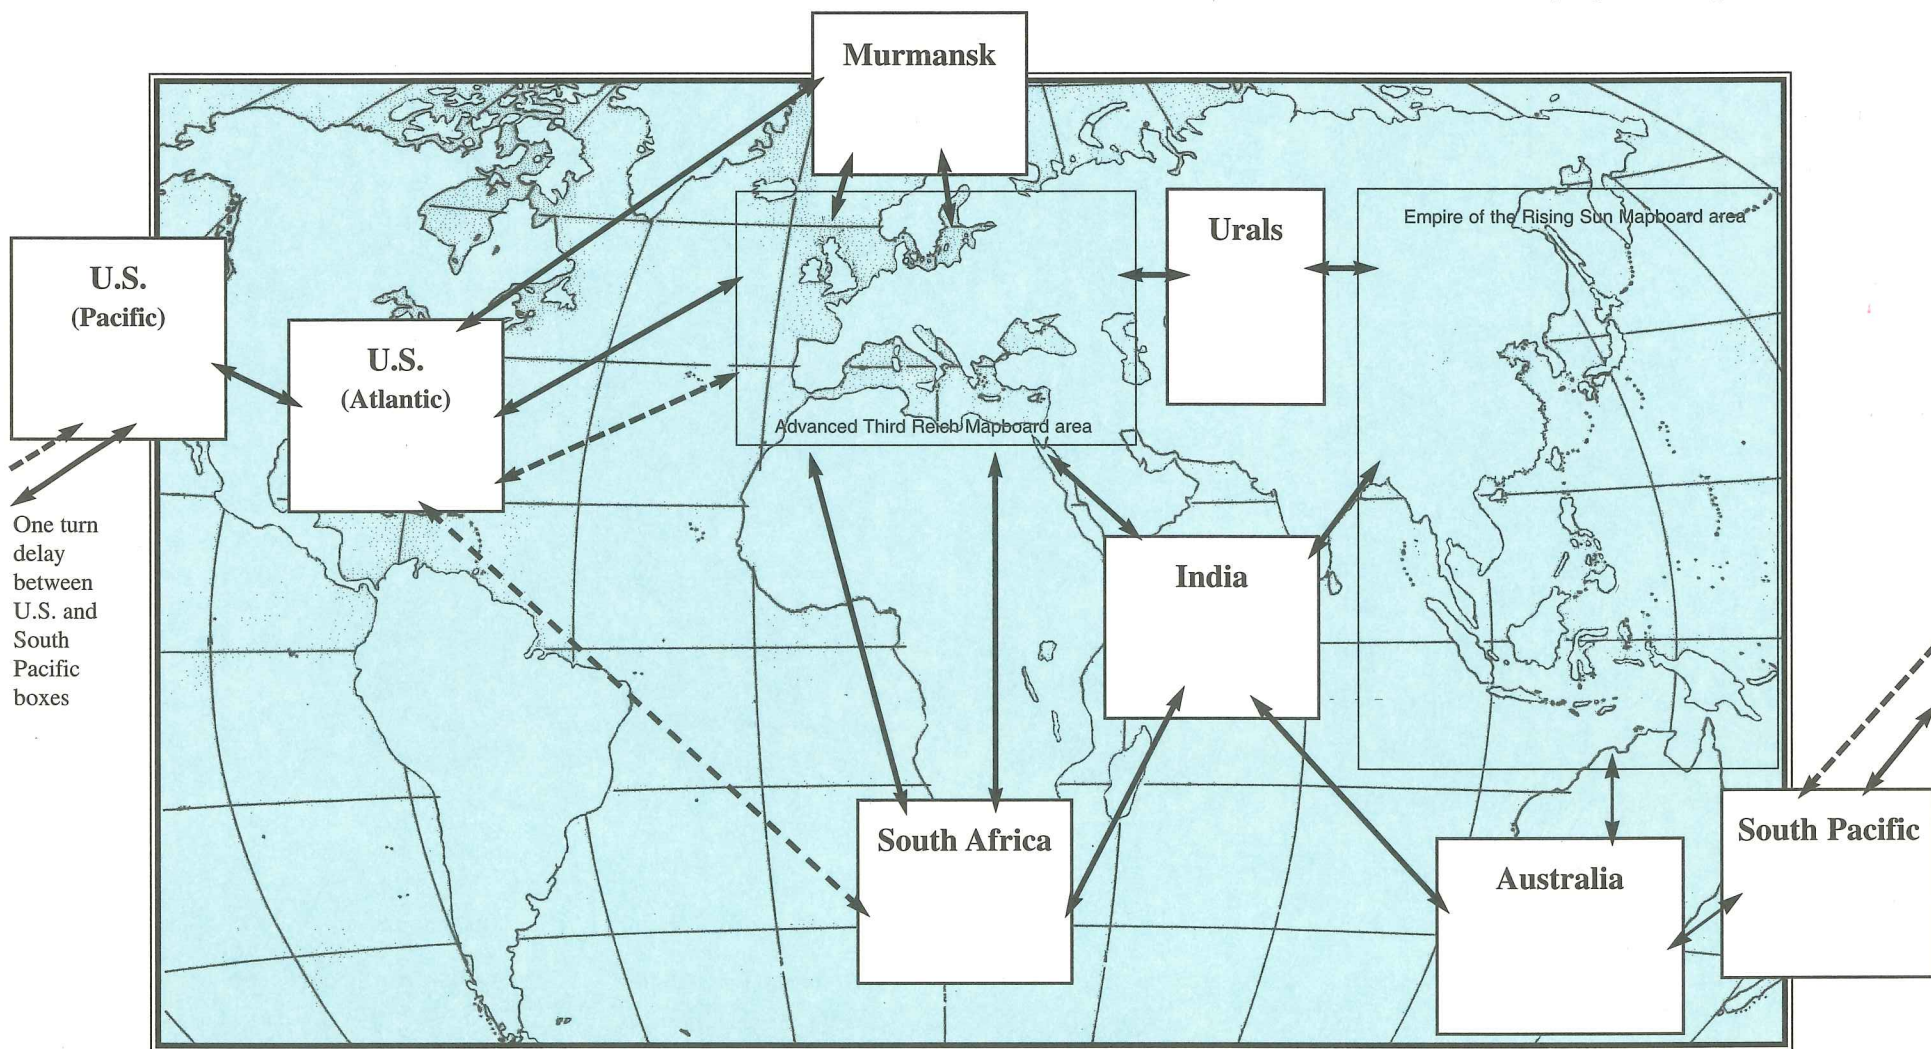 Murmansk
Urals
Empire of the Rising Sun Mapboard area
U.S.
(Pacific)
U.S.
(Atlantic)
Advanced Third Reich Mapboard area
One turn
delay
between
U.S. and
South
Pacific
boxes
India
South Africa
Australia
South Pacific